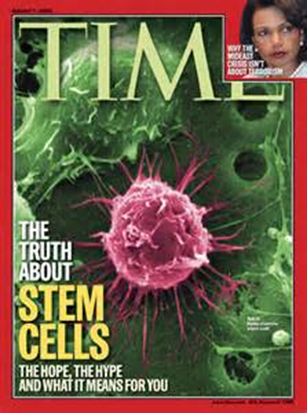 TIME
WHY THE
MIDEAST
CRISIS ISN'T
ABOUT TERRORISM
THE
TRUTH
ABOUT
STEM
CELLS
THE HOPE, THE HYPE
AND WHAT IT MEANS FOR YOU